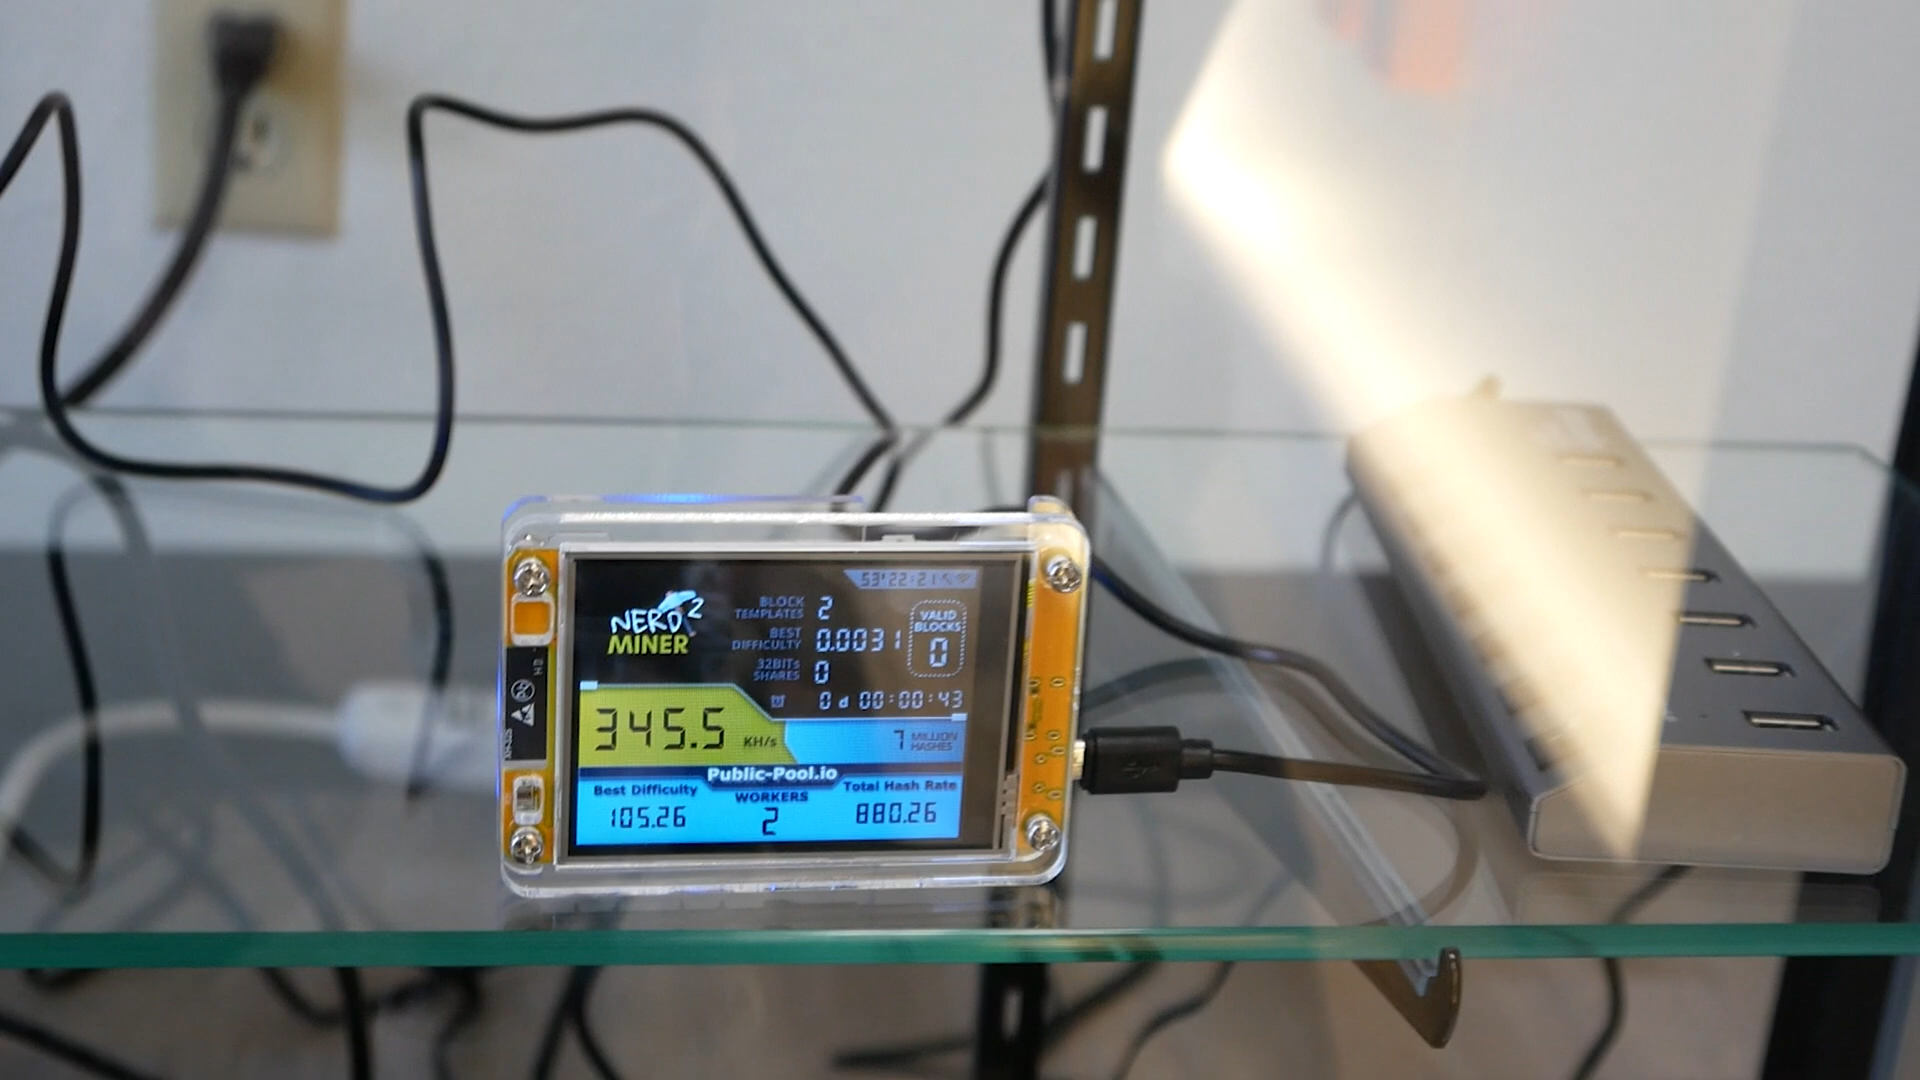 53'22:21
NERD 2
MINER
BLOCK
TEMPLATES 2
BEST
DIFFICULTY 0.0031
32BITs
SHARES 0
VALID
BLOCKS
0
0 d 00:00:43
345.5 KH/s
7 MILLION
HASHES
Public-Pool.io
Best Difficulty WORKERS Total Hash Rate
105.26 2 880.26